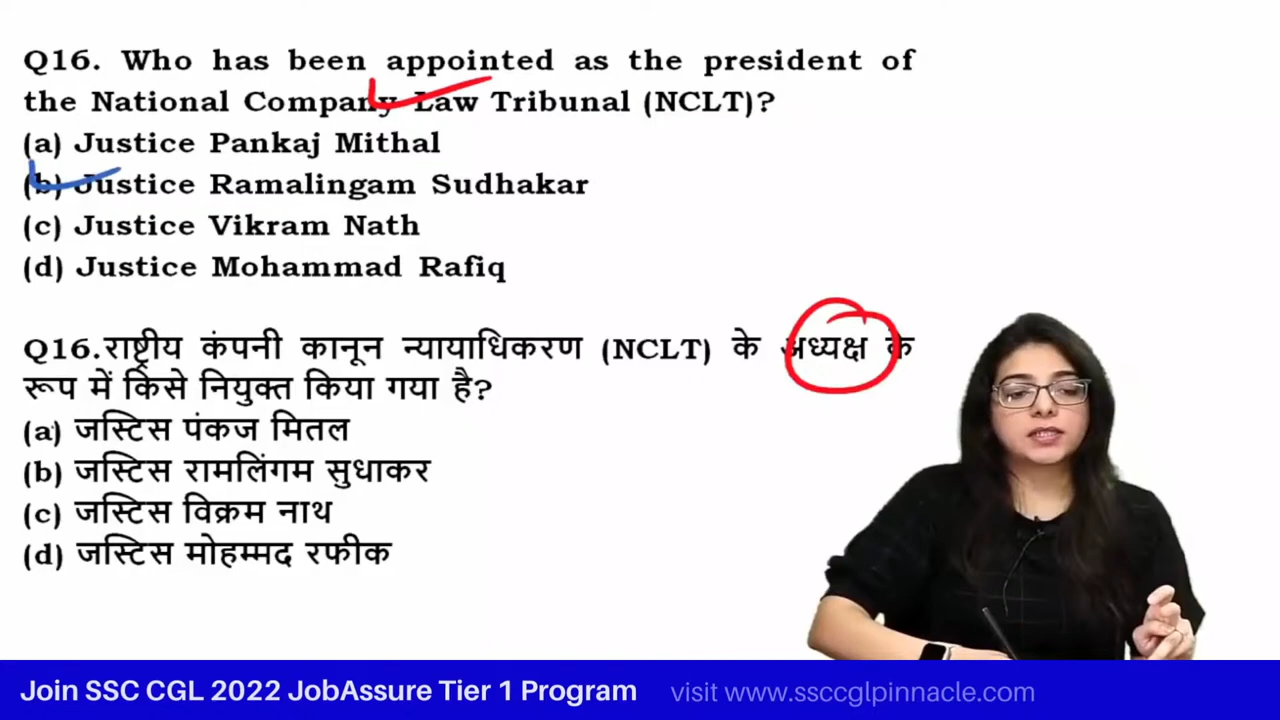 Q16. Who has been appointed as the president of
the National Company Law Tribunal (NCLT)?
(a) Justice Pankaj Mithal
(b) Justice Ramalingam Sudhakar
(c) Justice Vikram Nath
(d) Justice Mohammad Rafiq
Q16.राष्ट्रीय कंपनी कानून न्यायाधिकरण (NCLT) के अध्यक्ष के
रूप में किसे नियुक्त किया गया है?
(a) जस्टिस पंकज मितल
(b) जस्टिस रामलिंगम सुधाकर
(c) जस्टिस विक्रम नाथ
(d) जस्टिस मोहम्मद रफीक
Join SSC CGL 2022 JobAssure Tier 1 Program visit www.ssccglpinnacle.com